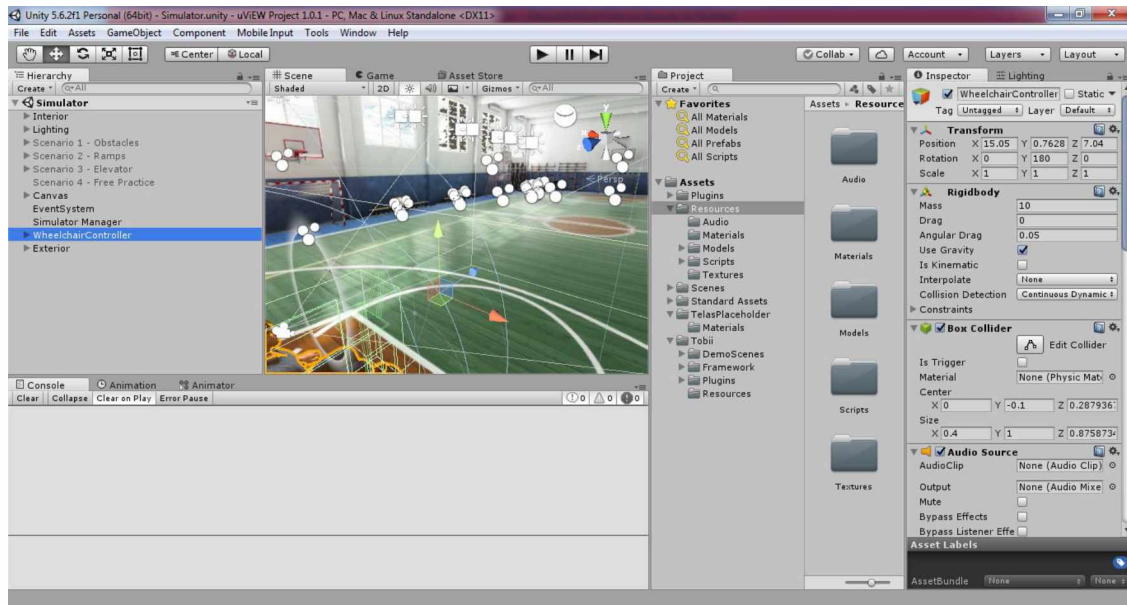 Unity 5.6.2f1 Personal (64bit) - Simulator.unity - uViEW Project 1.0.1 - PC, Mac & Linux Standalone <DX11>
File Edit Assets GameObject Component Mobile Input Tools Window Help
Center Local Collab Account Layers Layout
Hierarchy
Create All
Simulator
Interior
Lighting
Scenario 1 - Obstacles
Scenario 2 - Ramps
Scenario 3 - Elevator
Scenario 4 - Free Practice
Canvas
EventSystem
Simulator Manager
WheelchairController
Exterior
Scene Game Asset Store
Shaded 2D Gizmos All
y
Persp
Console Animation Animator
Clear Collapse Clear on Play Error Pause 0 0 0
Project
Create
Favorites
All Materials
All Models
All Prefabs
All Scripts
Assets
Plugins
Resources
Audio
Materials
Models
Scripts
Textures
Scenes
Standard Assets
TelasPlaceholder
Materials
Tobii
DemoScenes
Framework
Plugins
Resources
Assets Resource
Audio
Materials
Models
Scripts
Textures
Inspector Lighting
WheelchairController Static
Tag Untagged Layer Default
Transform
Position X 15.05 Y 0.7628 Z 7.04
Rotation X 0 Y 180 Z 0
Scale X 1 Y 1 Z 1
Rigidbody
Mass 10
Drag 0
Angular Drag 0.05
Use Gravity
Is Kinematic
Interpolate None
Collision Detection Continuous Dynamic
Constraints
Box Collider
Edit Collider
Is Trigger
Material None (Physic Mat
Center
X 0 Y -0.1 Z 0.287936
Size
X 0.4 Y 1 Z 0.875873
Audio Source
AudioClip None (Audio Clip)
Output None (Audio Mixe
Mute
Bypass Effects
Bypass Listener Effe
Asset Labels
AssetBundle None None